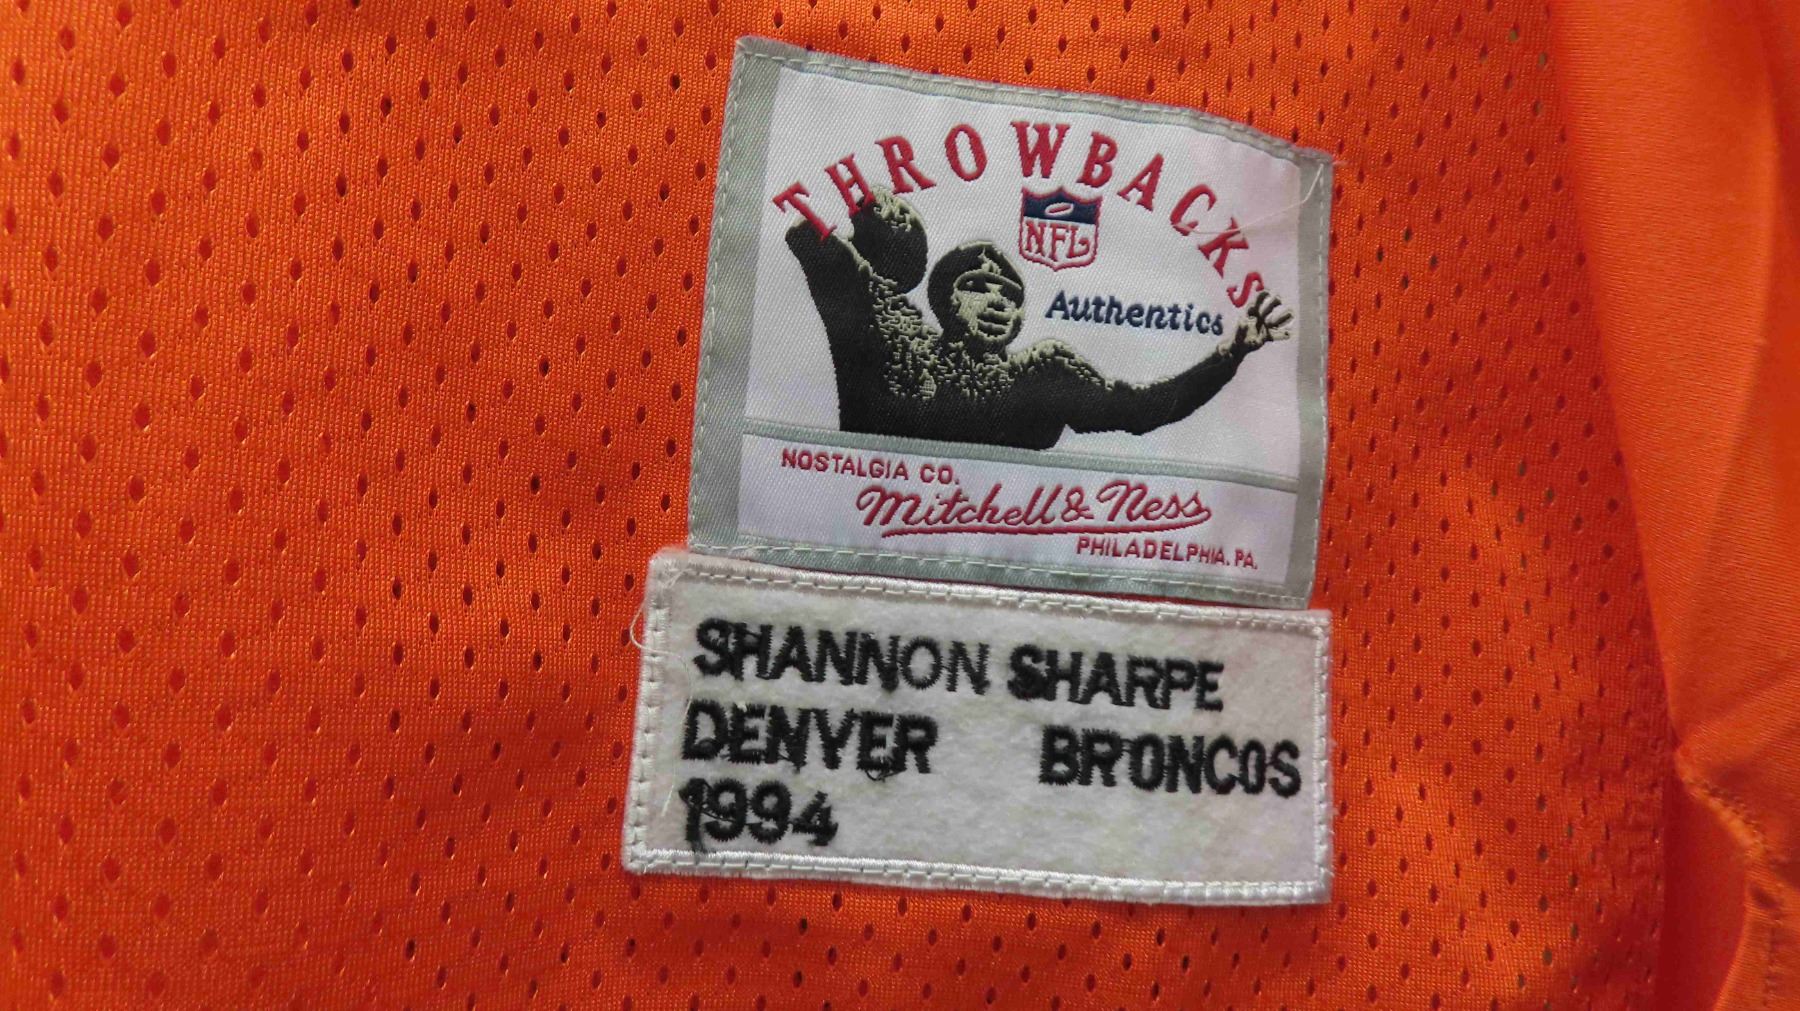 THROWBACKS
NFL
Authentics
NOSTALGIA CO.
Mitchell & Ness
PHILADELPHIA, PA.
SHANNON SHARPE
DENVER BRONCOS
1994